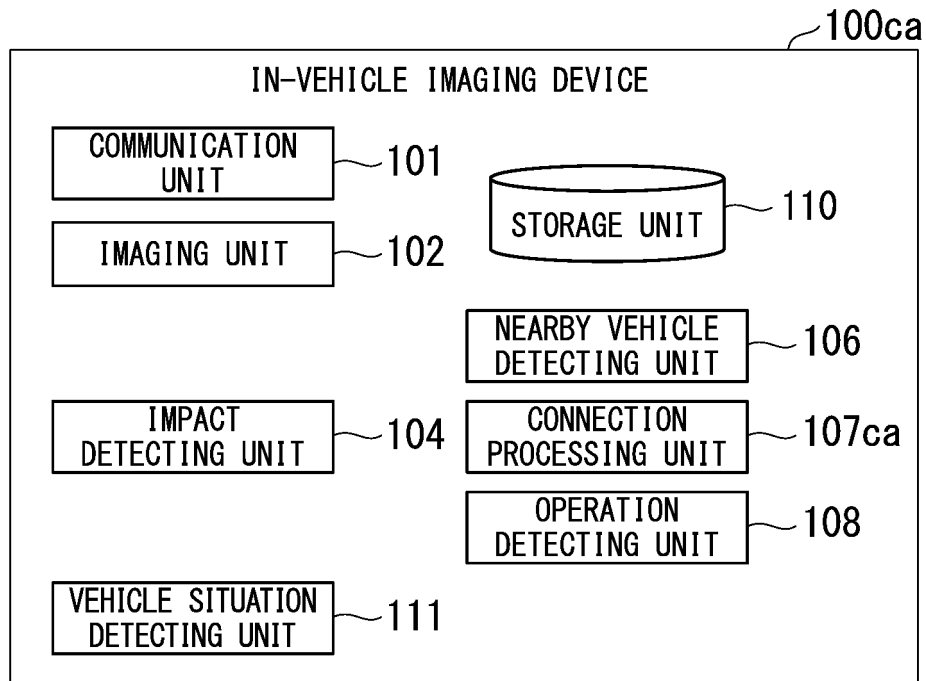 100ca
IN-VEHICLE IMAGING DEVICE
COMMUNICATION
UNIT
101
IMAGING UNIT
102
STORAGE UNIT
110
NEARBY VEHICLE
DETECTING UNIT
106
IMPACT
DETECTING UNIT
104
CONNECTION
PROCESSING UNIT
107ca
OPERATION
DETECTING UNIT
108
VEHICLE SITUATION
DETECTING UNIT
111